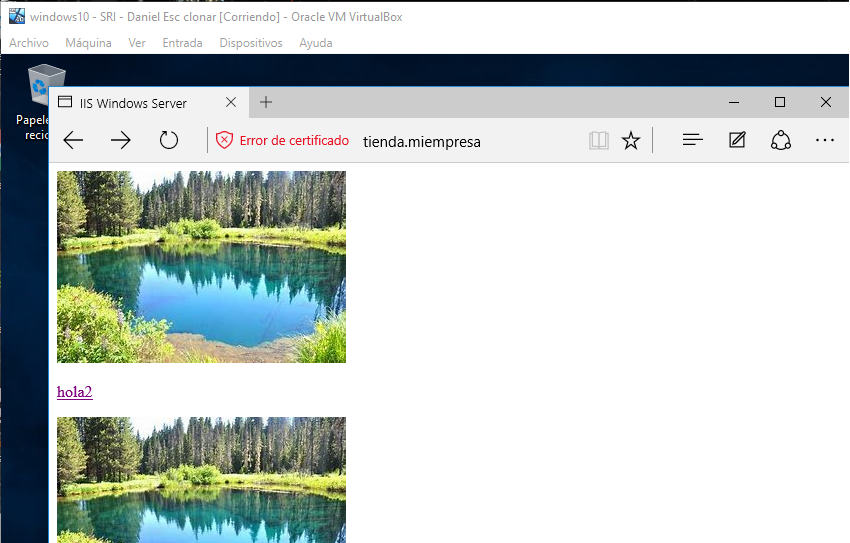 windows10 - SRI - Daniel Esc clonar [Corriendo] - Oracle VM VirtualBox
Archivo Máquina Ver Entrada Dispositivos Ayuda
IIS Windows Server
Error de certificado tienda.miempresa
hola2